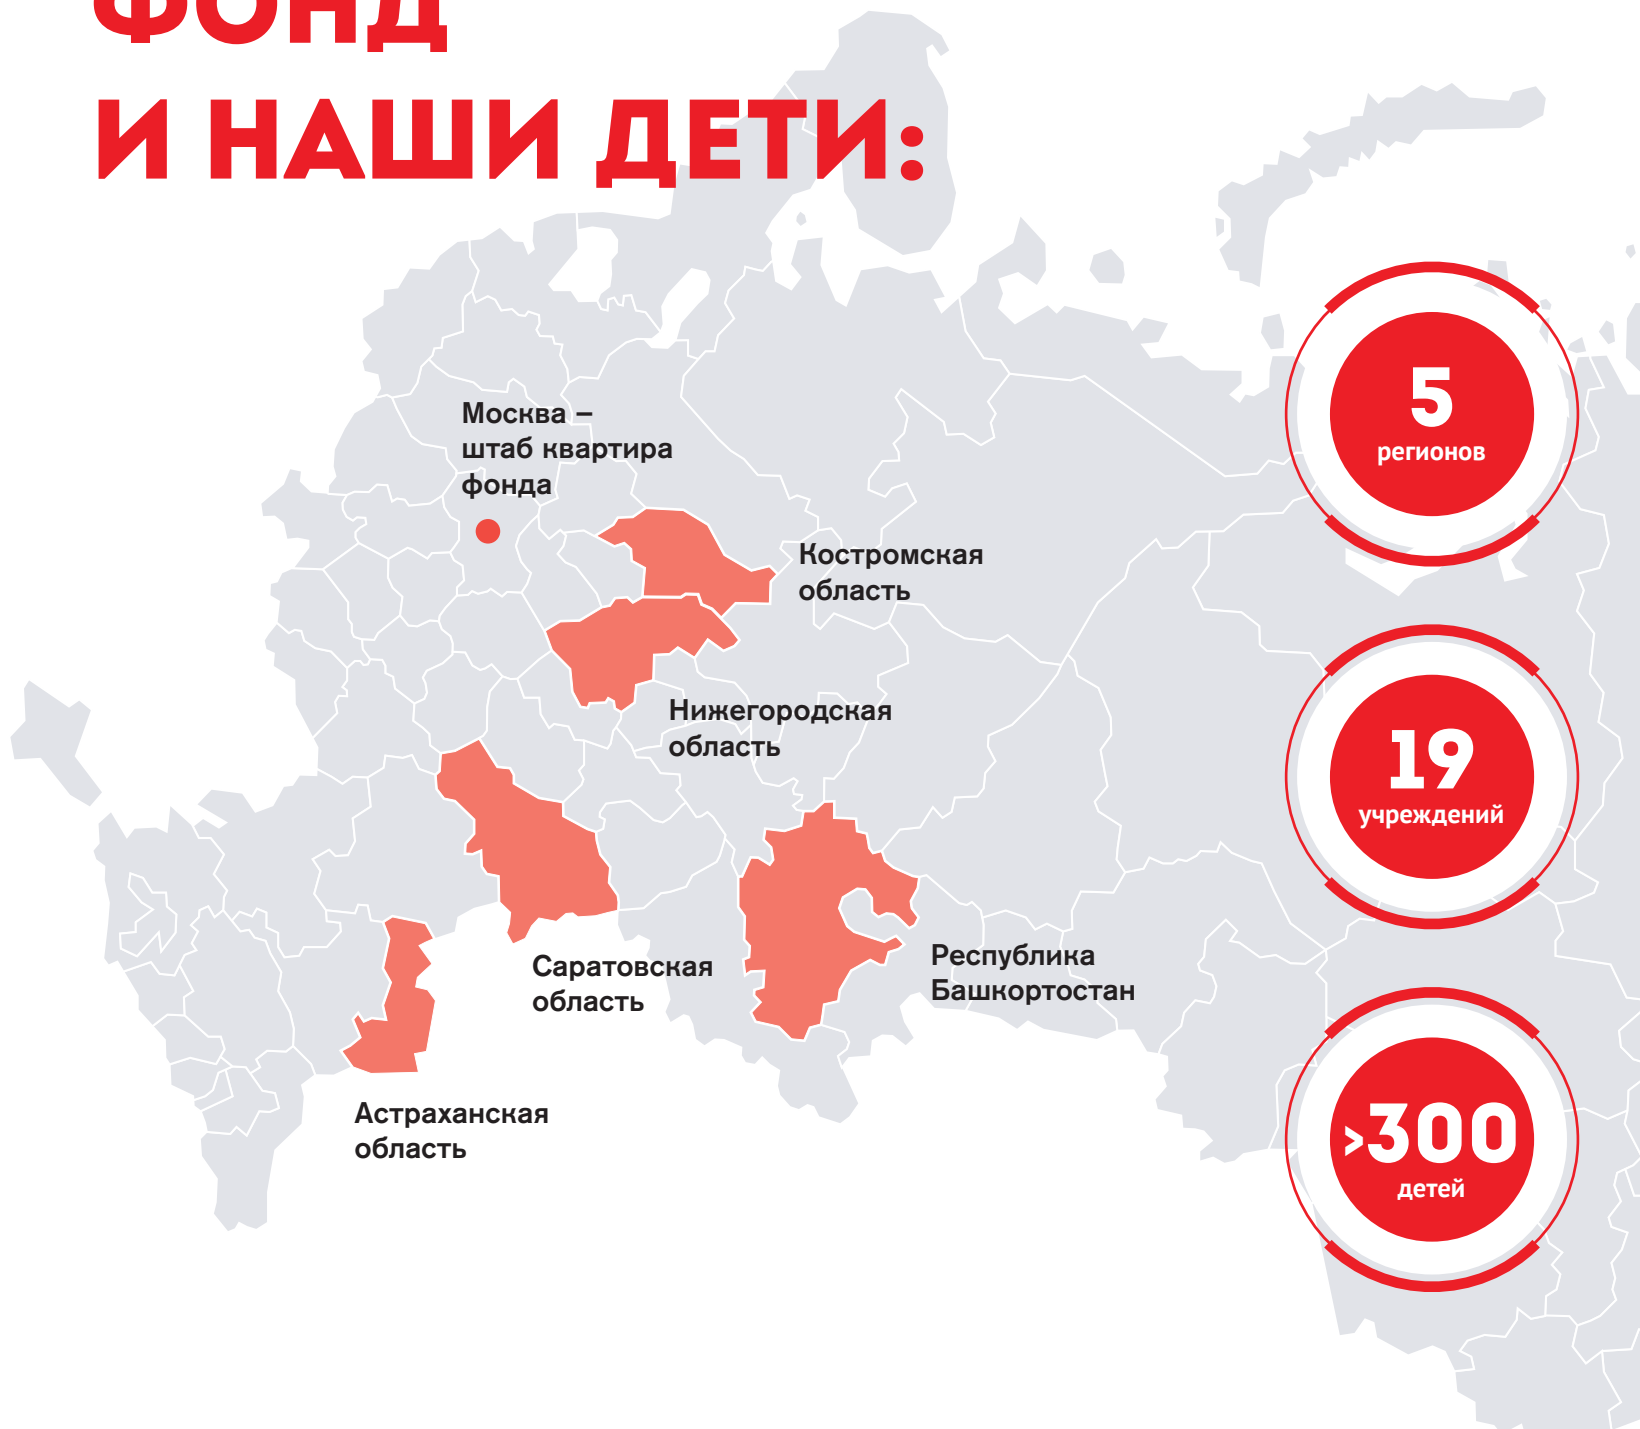 ФОНД
И НАШИ ДЕТИ:
Москва –
штаб квартира
фонда
Костромская
область
Нижегородская
область
Саратовская
область
Республика
Башкортостан
Астраханская
область
5
регионов
19
учреждений
>300
детей